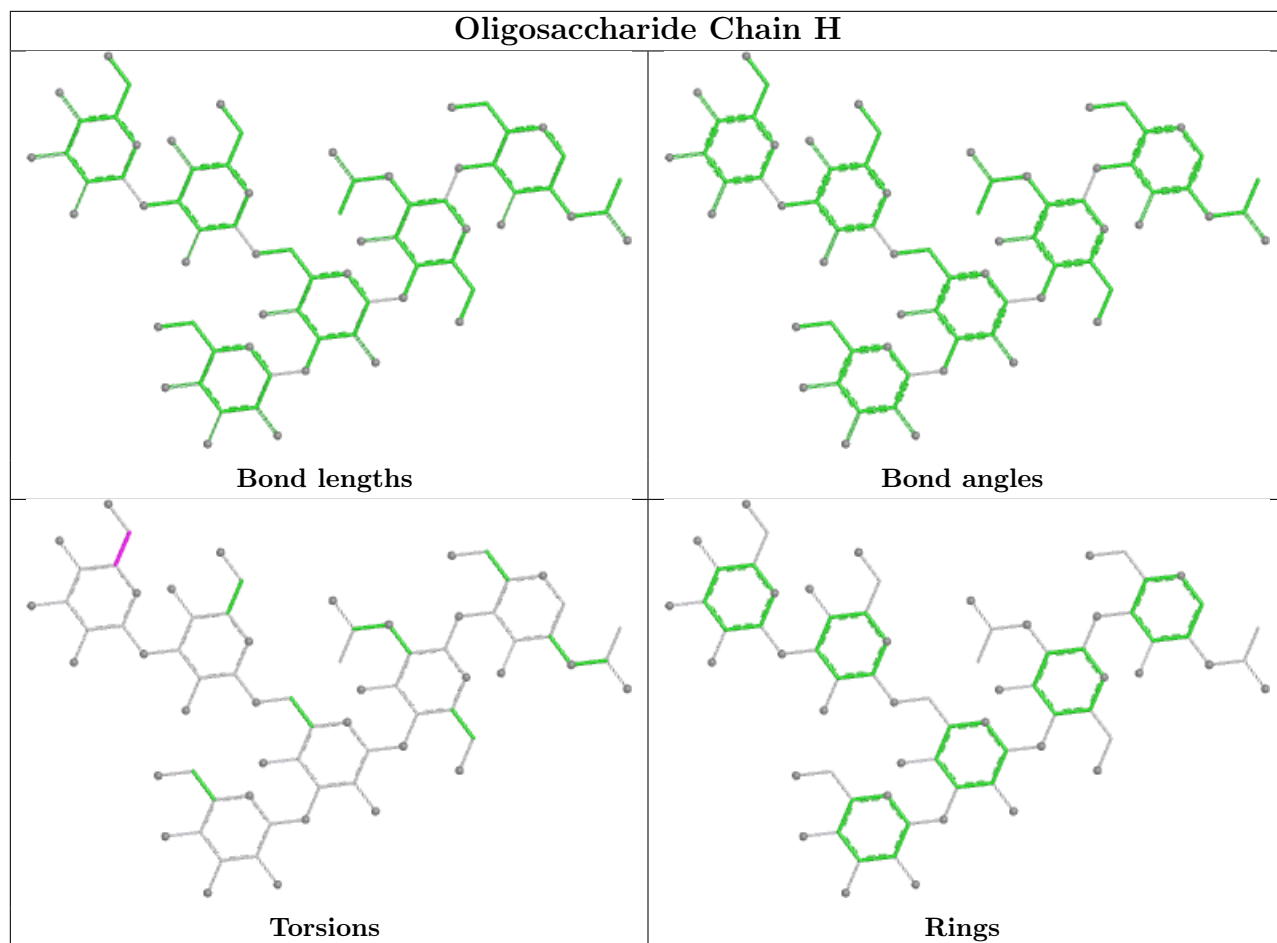 Oligosaccharide Chain H
Bond lengths
Bond angles
Torsions
Rings